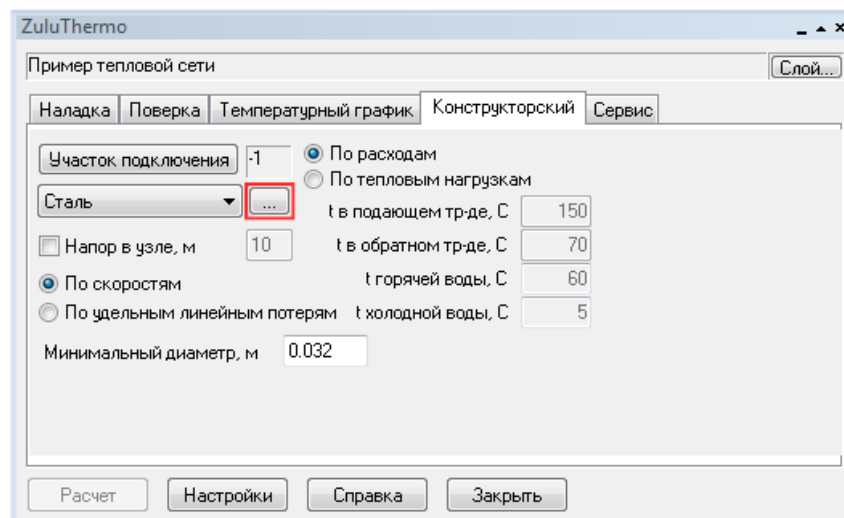 ZuluThermo
Пример тепловой сети Слой...
Наладка Поверка Температурный график Конструкторский Сервис
Участок подключения -1 По расходам
По тепловым нагрузкам
Сталь ... t в подающем тр-де, С 150
Напор в узле, м 10 t в обратном тр-де, С 70
По скоростям t горячей воды, С 60
По удельным линейным потерям t холодной воды, С 5
Минимальный диаметр, м 0.032
Расчет Настройки Справка Закрыть